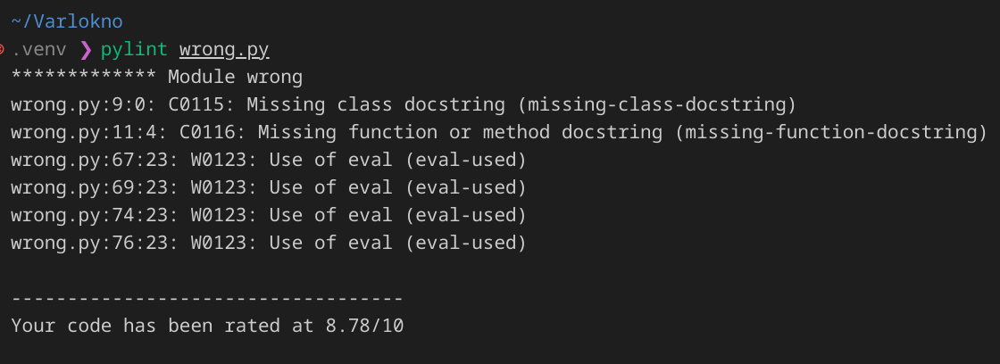 ~/Varlokno
.venv ❯ pylint wrong.py
************* Module wrong
wrong.py:9:0: C0115: Missing class docstring (missing-class-docstring)
wrong.py:11:4: C0116: Missing function or method docstring (missing-function-docstring)
wrong.py:67:23: W0123: Use of eval (eval-used)
wrong.py:69:23: W0123: Use of eval (eval-used)
wrong.py:74:23: W0123: Use of eval (eval-used)
wrong.py:76:23: W0123: Use of eval (eval-used)
-----------------------------------
Your code has been rated at 8.78/10